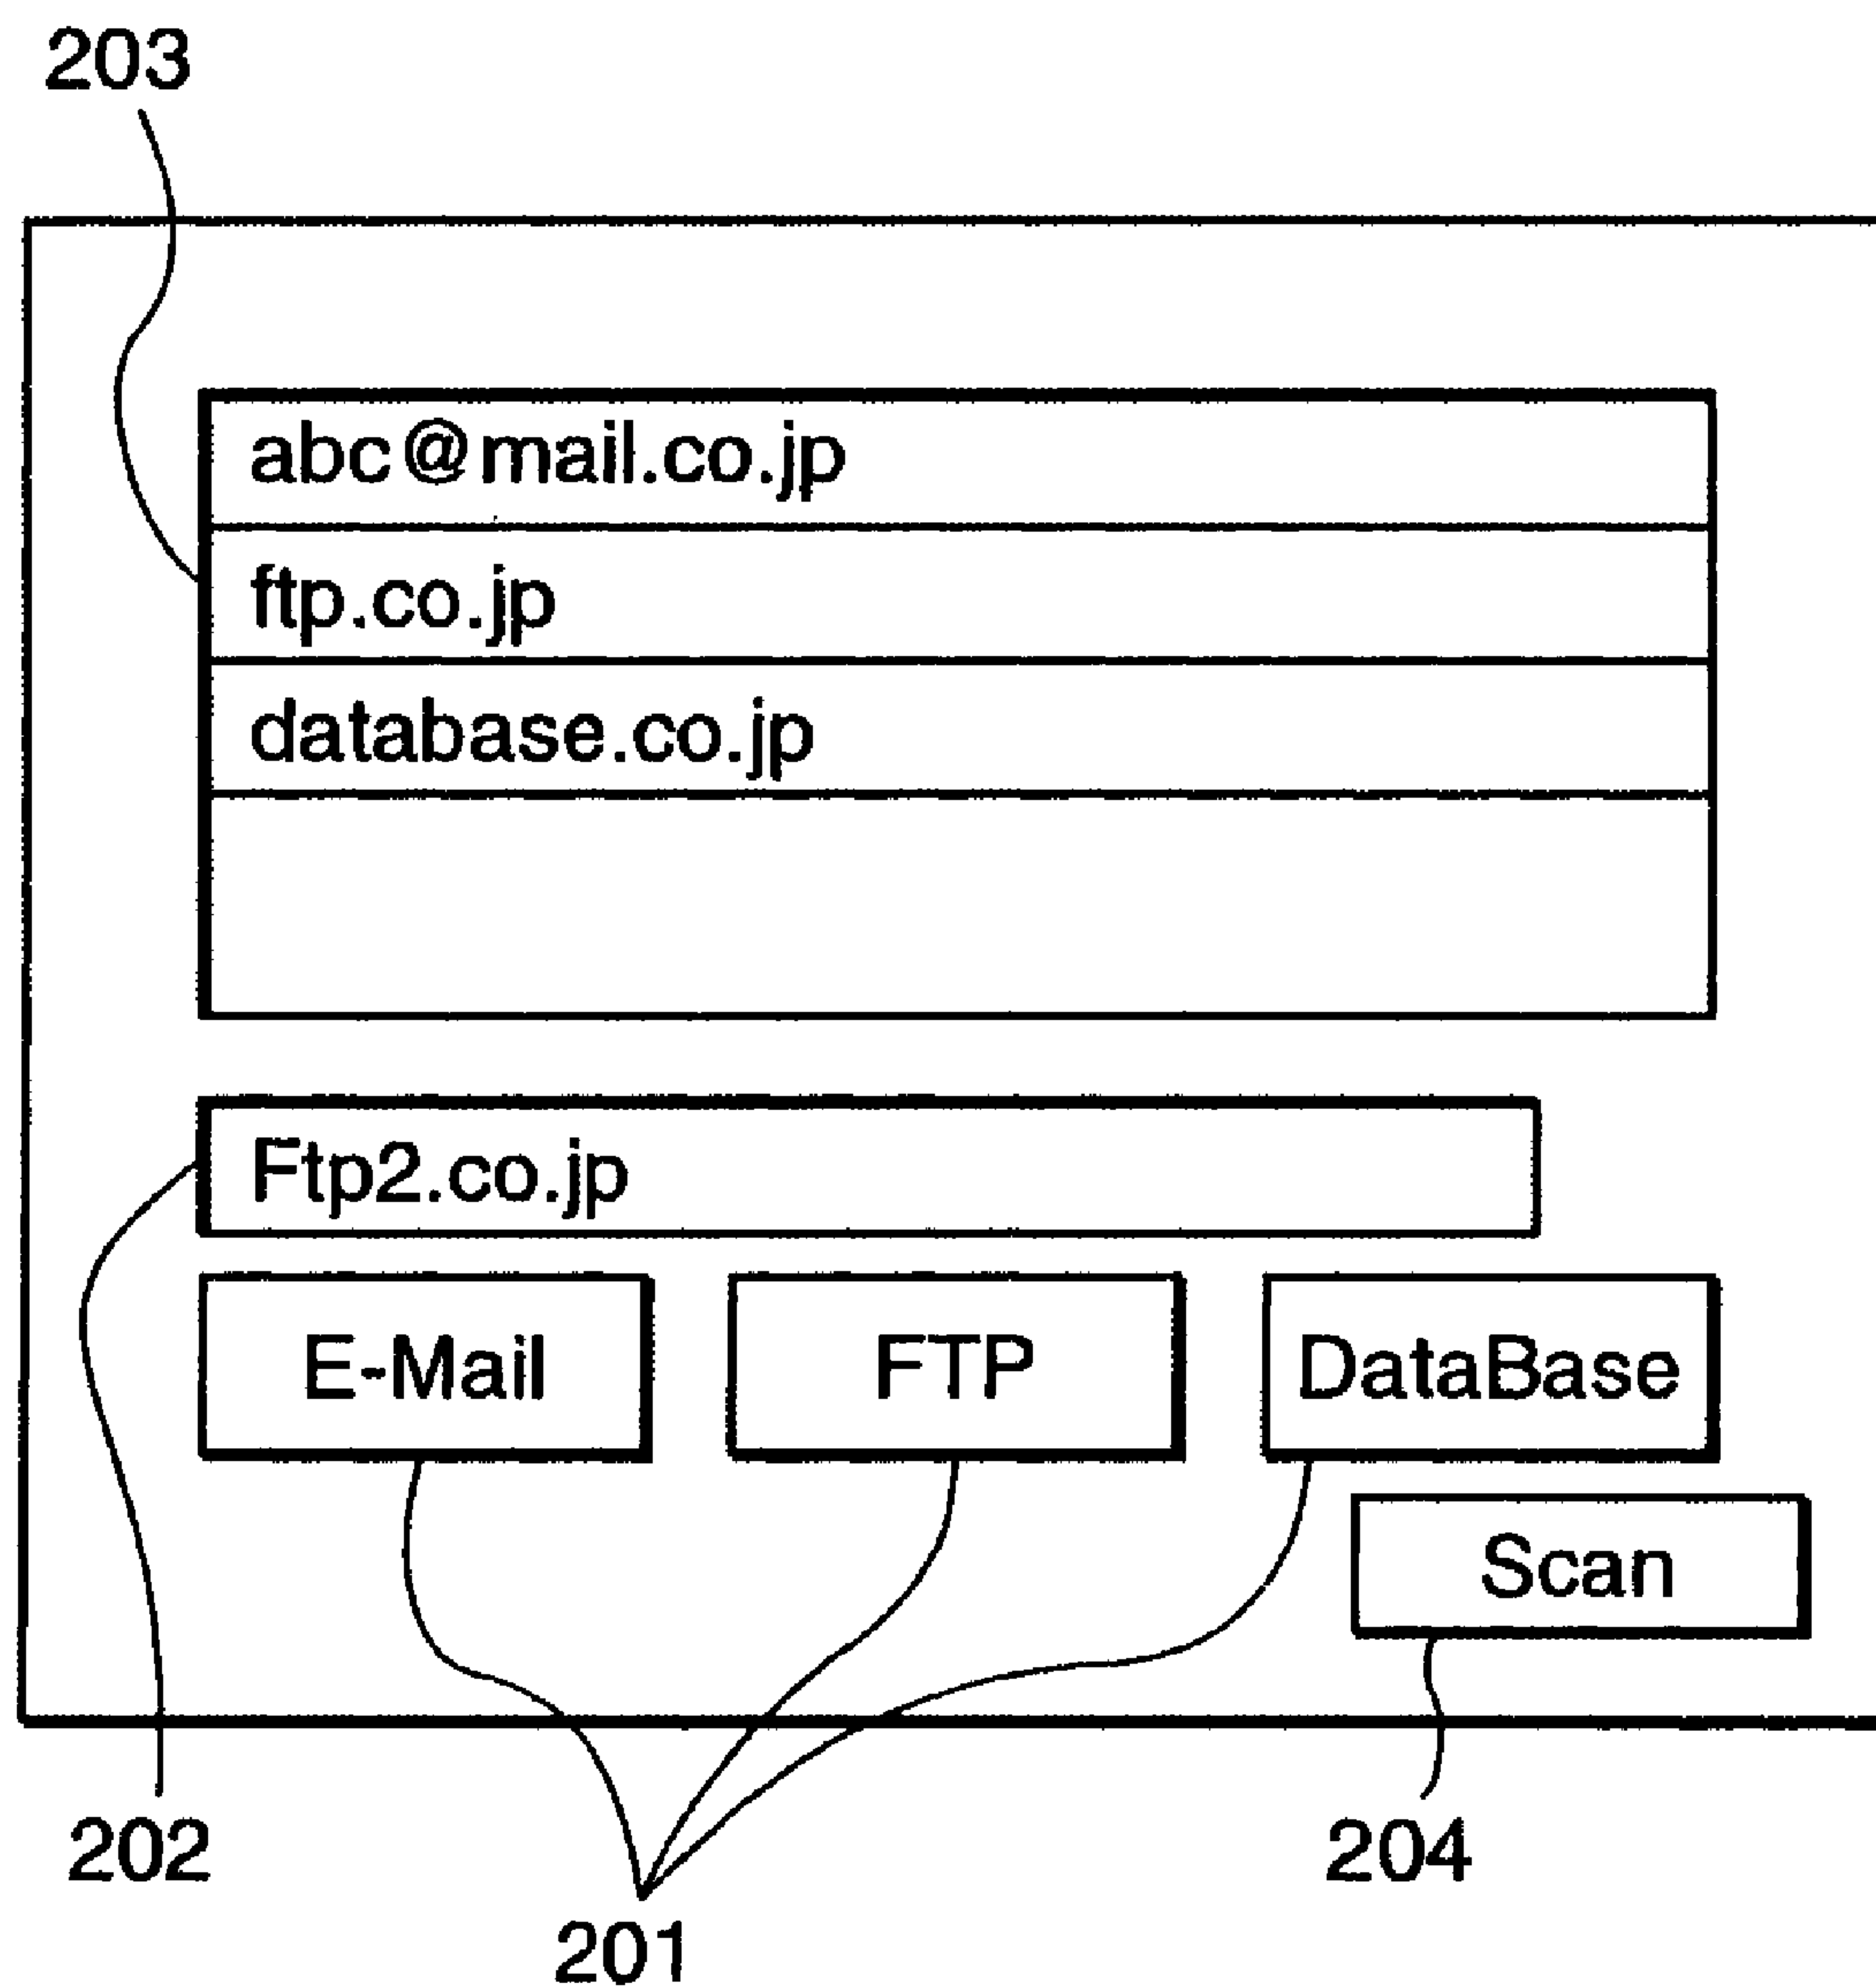 203
abc@mail.co.jp
ftp.co.jp
database.co.jp
Ftp2.co.jp
E-Mail FTP DataBase
Scan
202 204
201